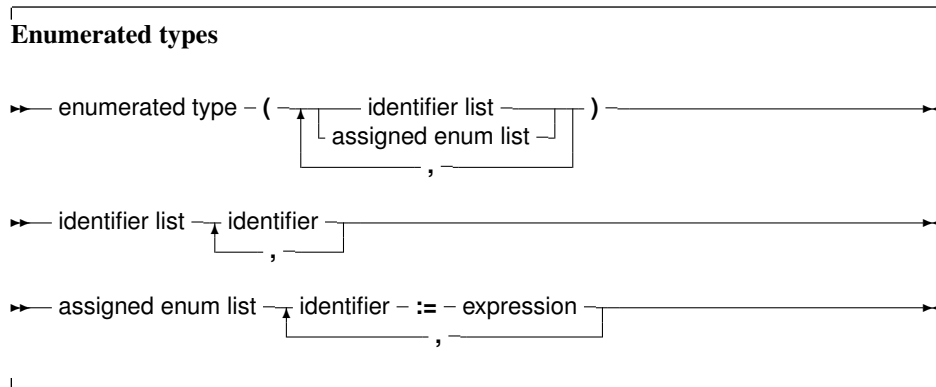 Enumerated types
enumerated type ( identifier list )
assigned enum list
,
identifier list identifier
,
assigned enum list identifier := expression
,